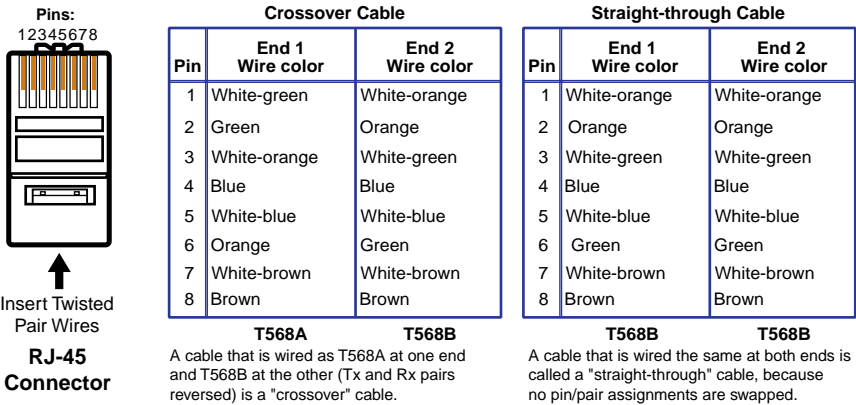 Pins:
12345678
Insert Twisted
Pair Wires
RJ-45
Connector
Crossover Cable
Pin End 1 Wire color End 2 Wire color
1 White-green White-orange
2 Green Orange
3 White-orange White-green
4 Blue Blue
5 White-blue White-blue
6 Orange Green
7 White-brown White-brown
8 Brown Brown
T568A T568B
A cable that is wired as T568A at one end
and T568B at the other (Tx and Rx pairs
reversed) is a "crossover" cable.
Straight-through Cable
Pin End 1 Wire color End 2 Wire color
1 White-orange White-orange
2 Orange Orange
3 White-green White-green
4 Blue Blue
5 White-blue White-blue
6 Green Green
7 White-brown White-brown
8 Brown Brown
T568B T568B
A cable that is wired the same at both ends is
called a "straight-through" cable, because
no pin/pair assignments are swapped.